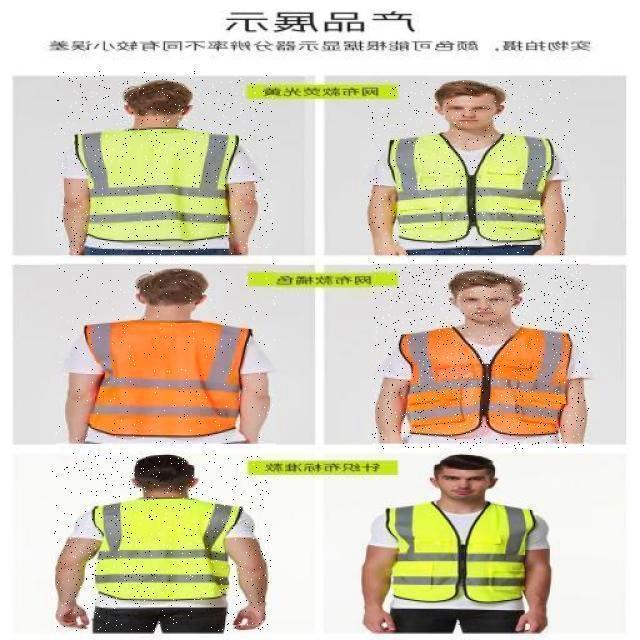 产品展示
实物拍摄，颜色可能根据显示器分辨率不同有较小误差
网布款荧光黄
网布款橘色
针织布标准款